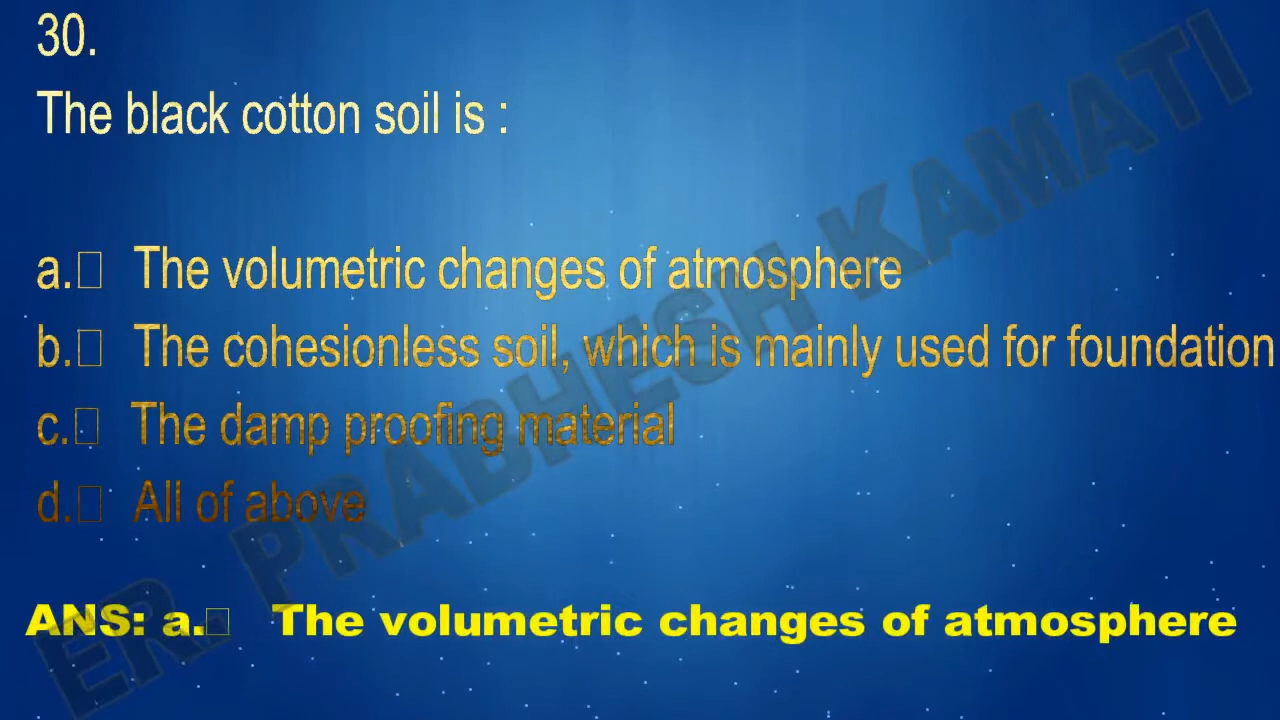 30.
The black cotton soil is :
a.□ The volumetric changes of atmosphere
b.□ The cohesionless soil, which is mainly used for foundation
c.□ The damp proofing material
d.□ All of above
ANS: a.□ The volumetric changes of atmosphere
ER. PRABHESH KAMATI